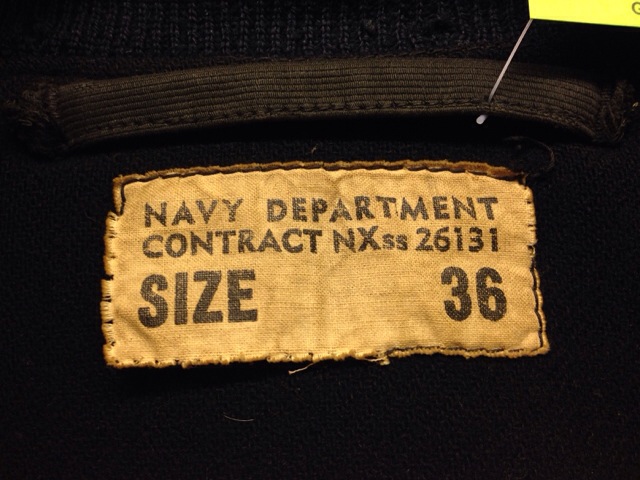 NAVY DEPARTMENT
CONTRACT NXss 26131
SIZE 36